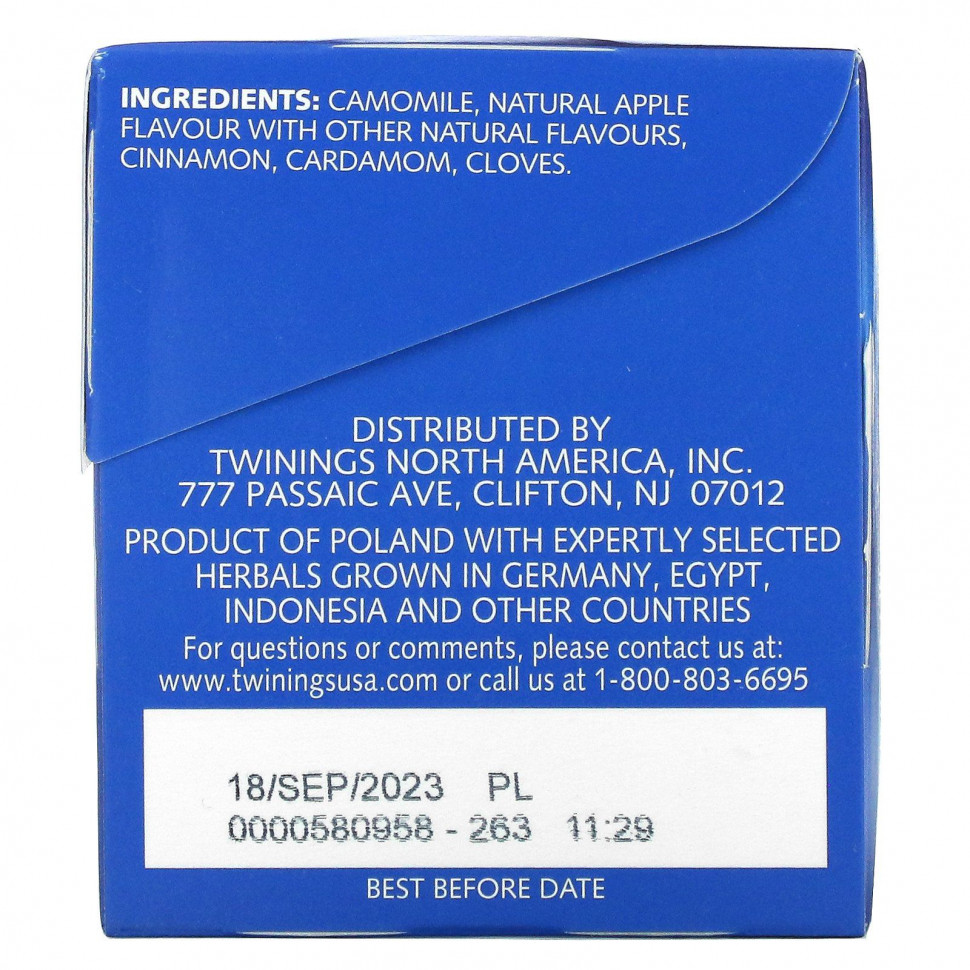 INGREDIENTS: CAMOMILE, NATURAL APPLE
FLAVOUR WITH OTHER NATURAL FLAVOURS,
CINNAMON, CARDAMOM, CLOVES.
DISTRIBUTED BY
TWININGS NORTH AMERICA, INC.
777 PASSAIC AVE, CLIFTON, NJ 07012
PRODUCT OF POLAND WITH EXPERTLY SELECTED
HERBALS GROWN IN GERMANY, EGYPT,
INDONESIA AND OTHER COUNTRIES
For questions or comments, please contact us at:
www.twiningsusa.com or call us at 1-800-803-6695
18/SEP/2023 PL
0000580958 - 263 11:29
BEST BEFORE DATE